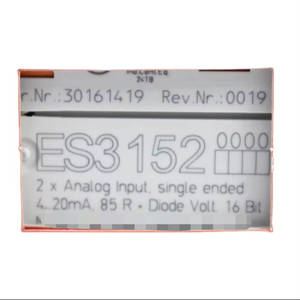 2418
r.Nr.:30161419 Rev.Nr.:0019
ES3152 0000
2 x Analog Input, single ended
4..20mA, 85 R + Diode Volt. 16 Bit